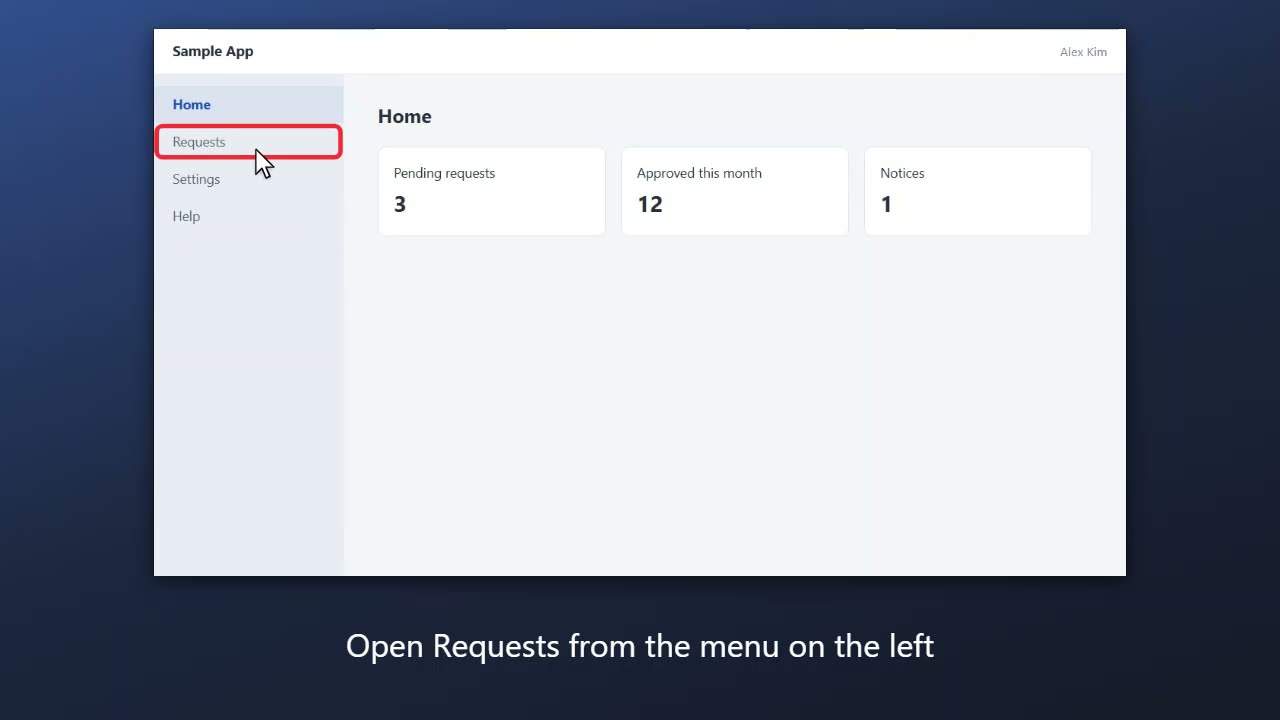 Sample App
Alex Kim
Home
Requests
Settings
Help
Home
Pending requests
3
Approved this month
12
Notices
1
Open Requests from the menu on the left